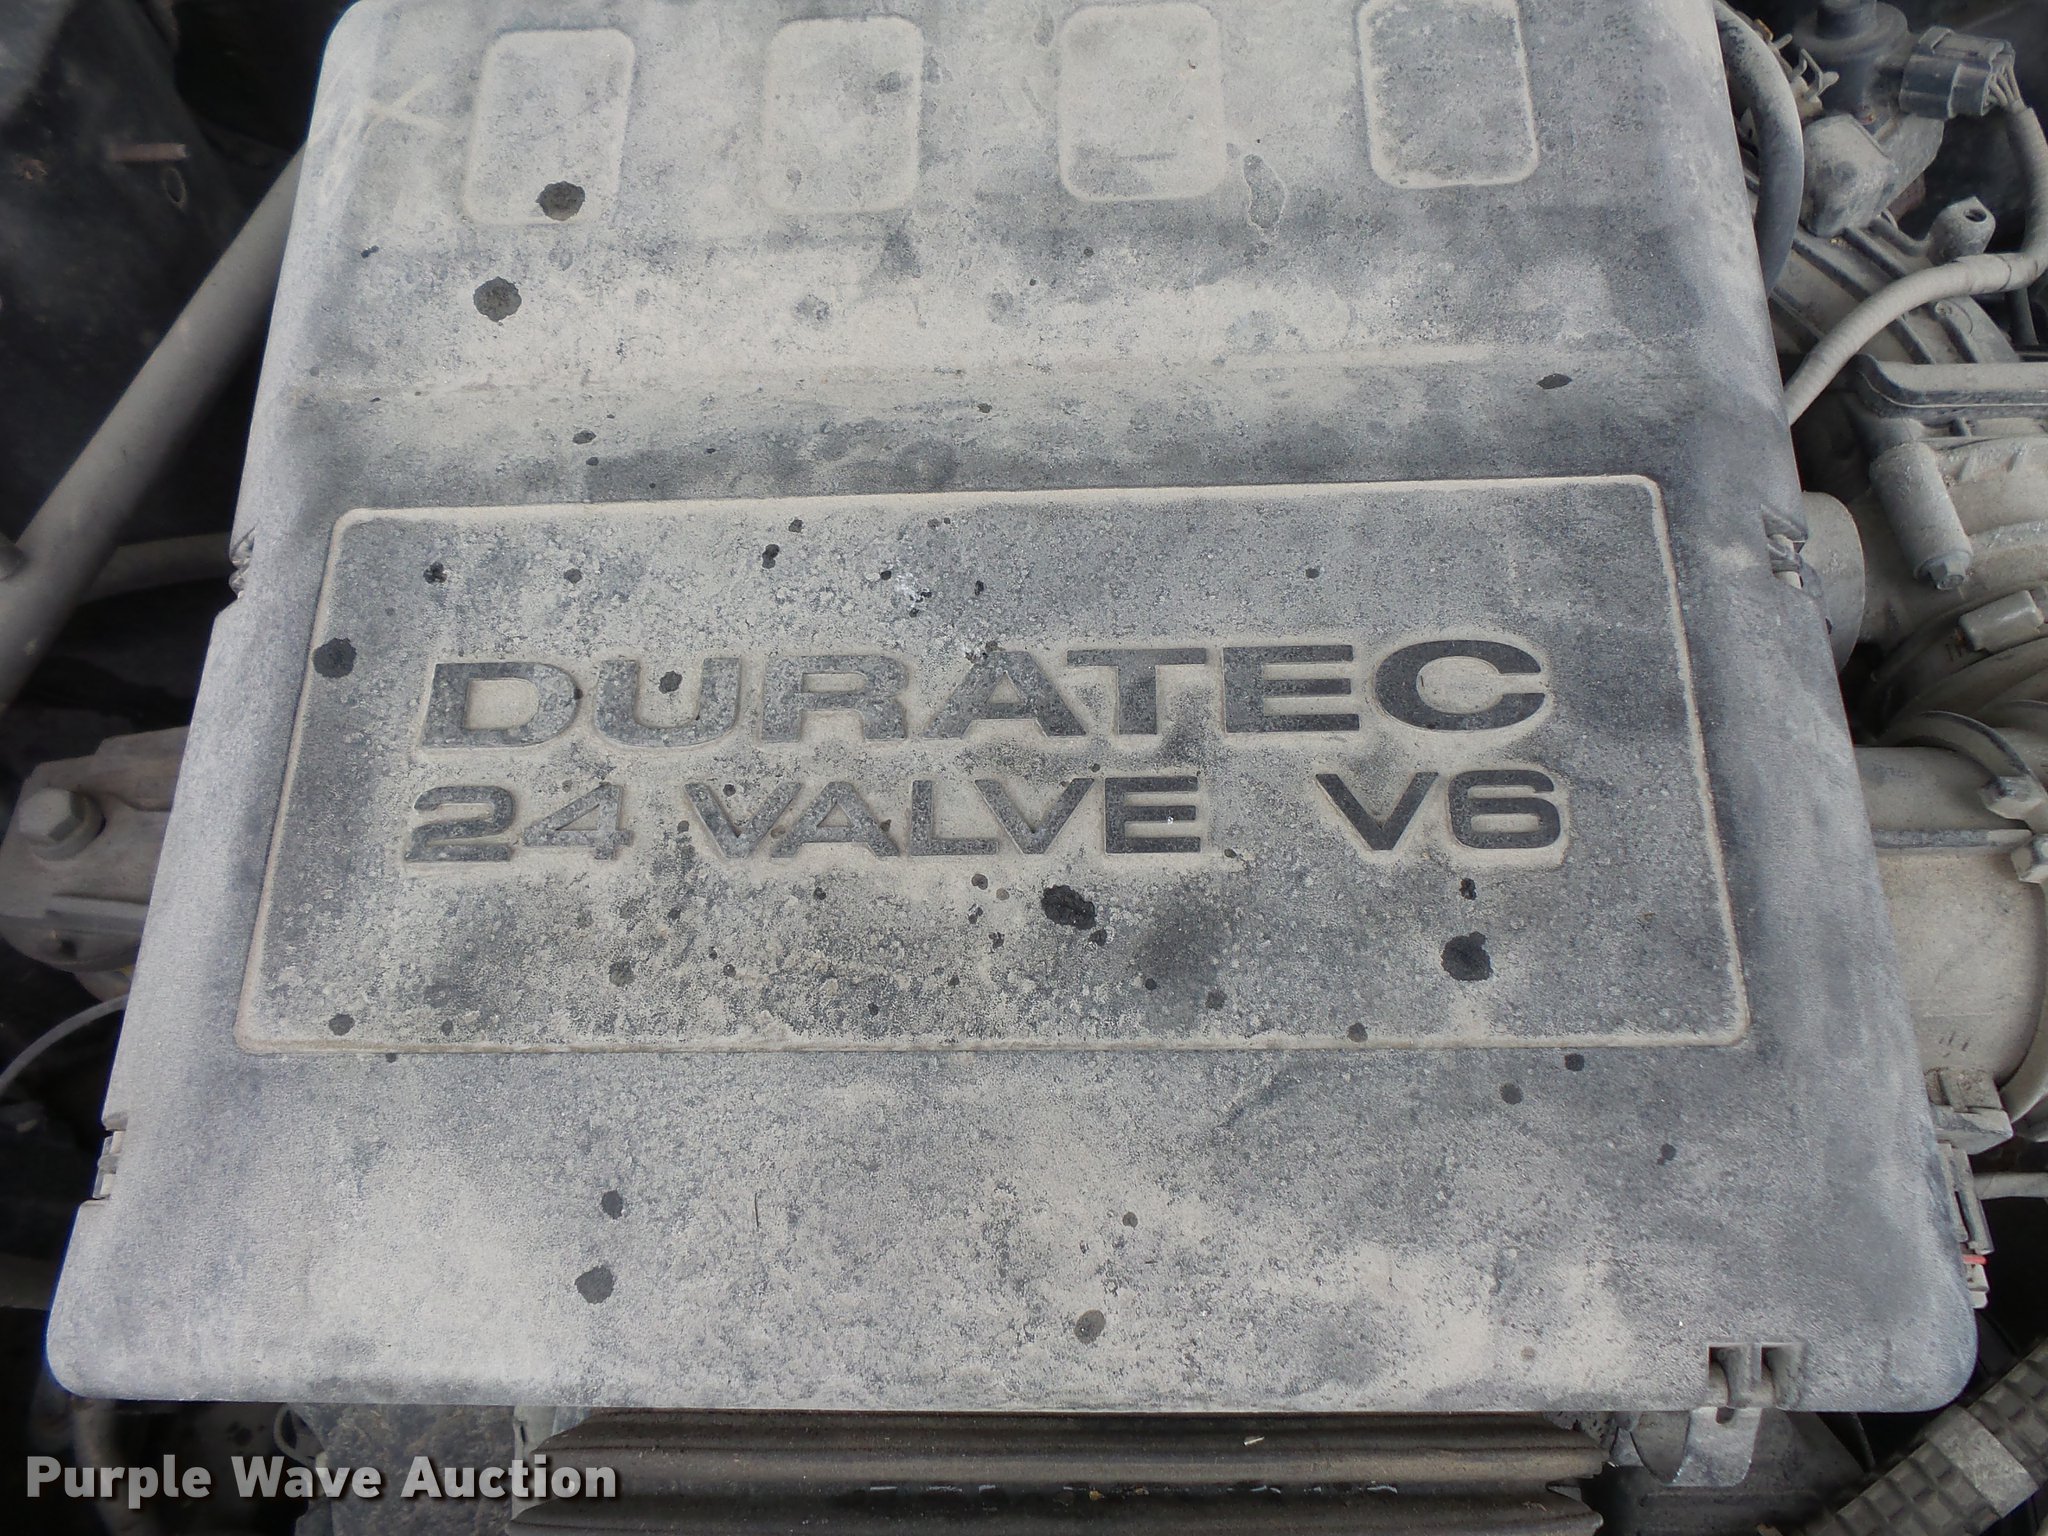 DURATEC
24 VALVE V6
Purple Wave Auction